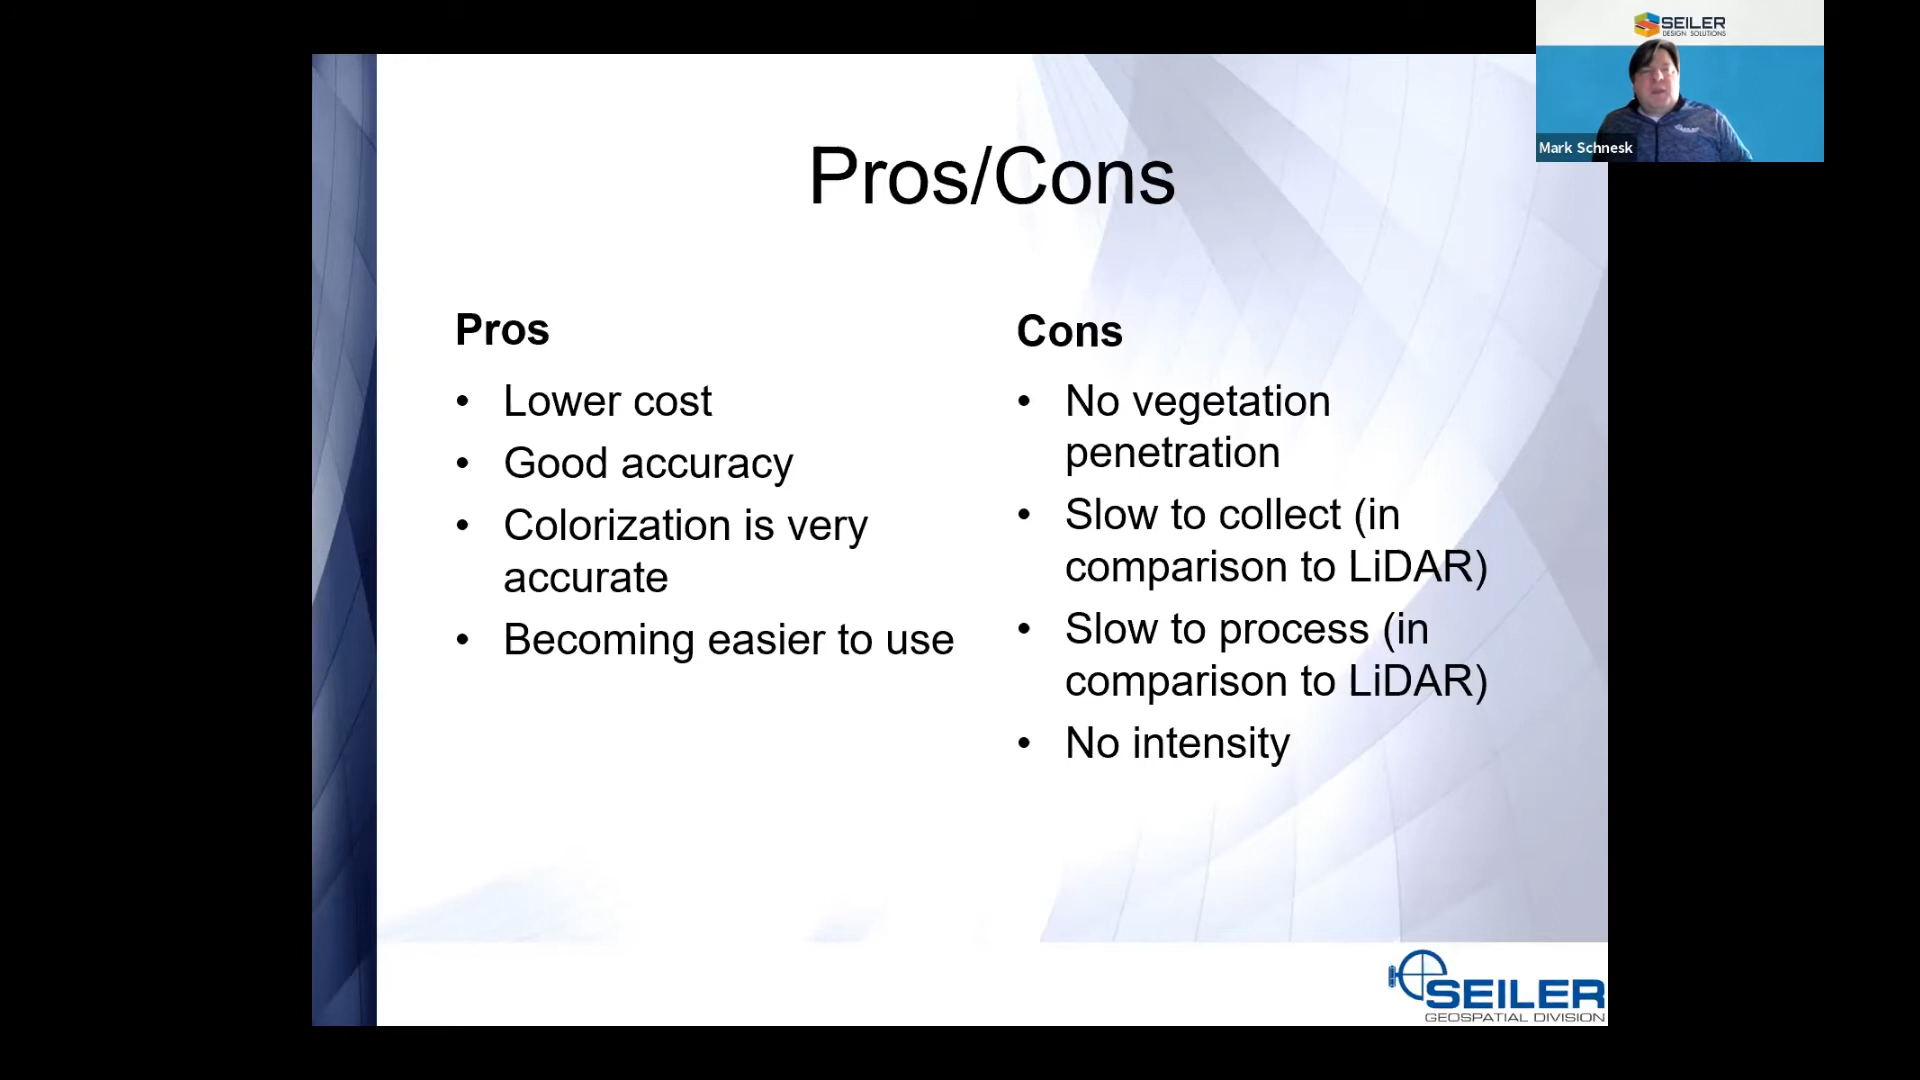 SEILER
DESIGN SOLUTIONS
SEILER
Mark Schnesk
Pros/Cons
Pros
• Lower cost
• Good accuracy
• Colorization is very
accurate
• Becoming easier to use
Cons
• No vegetation
penetration
• Slow to collect (in
comparison to LiDAR)
• Slow to process (in
comparison to LiDAR)
• No intensity
SEILER
GEOSPATIAL DIVISION